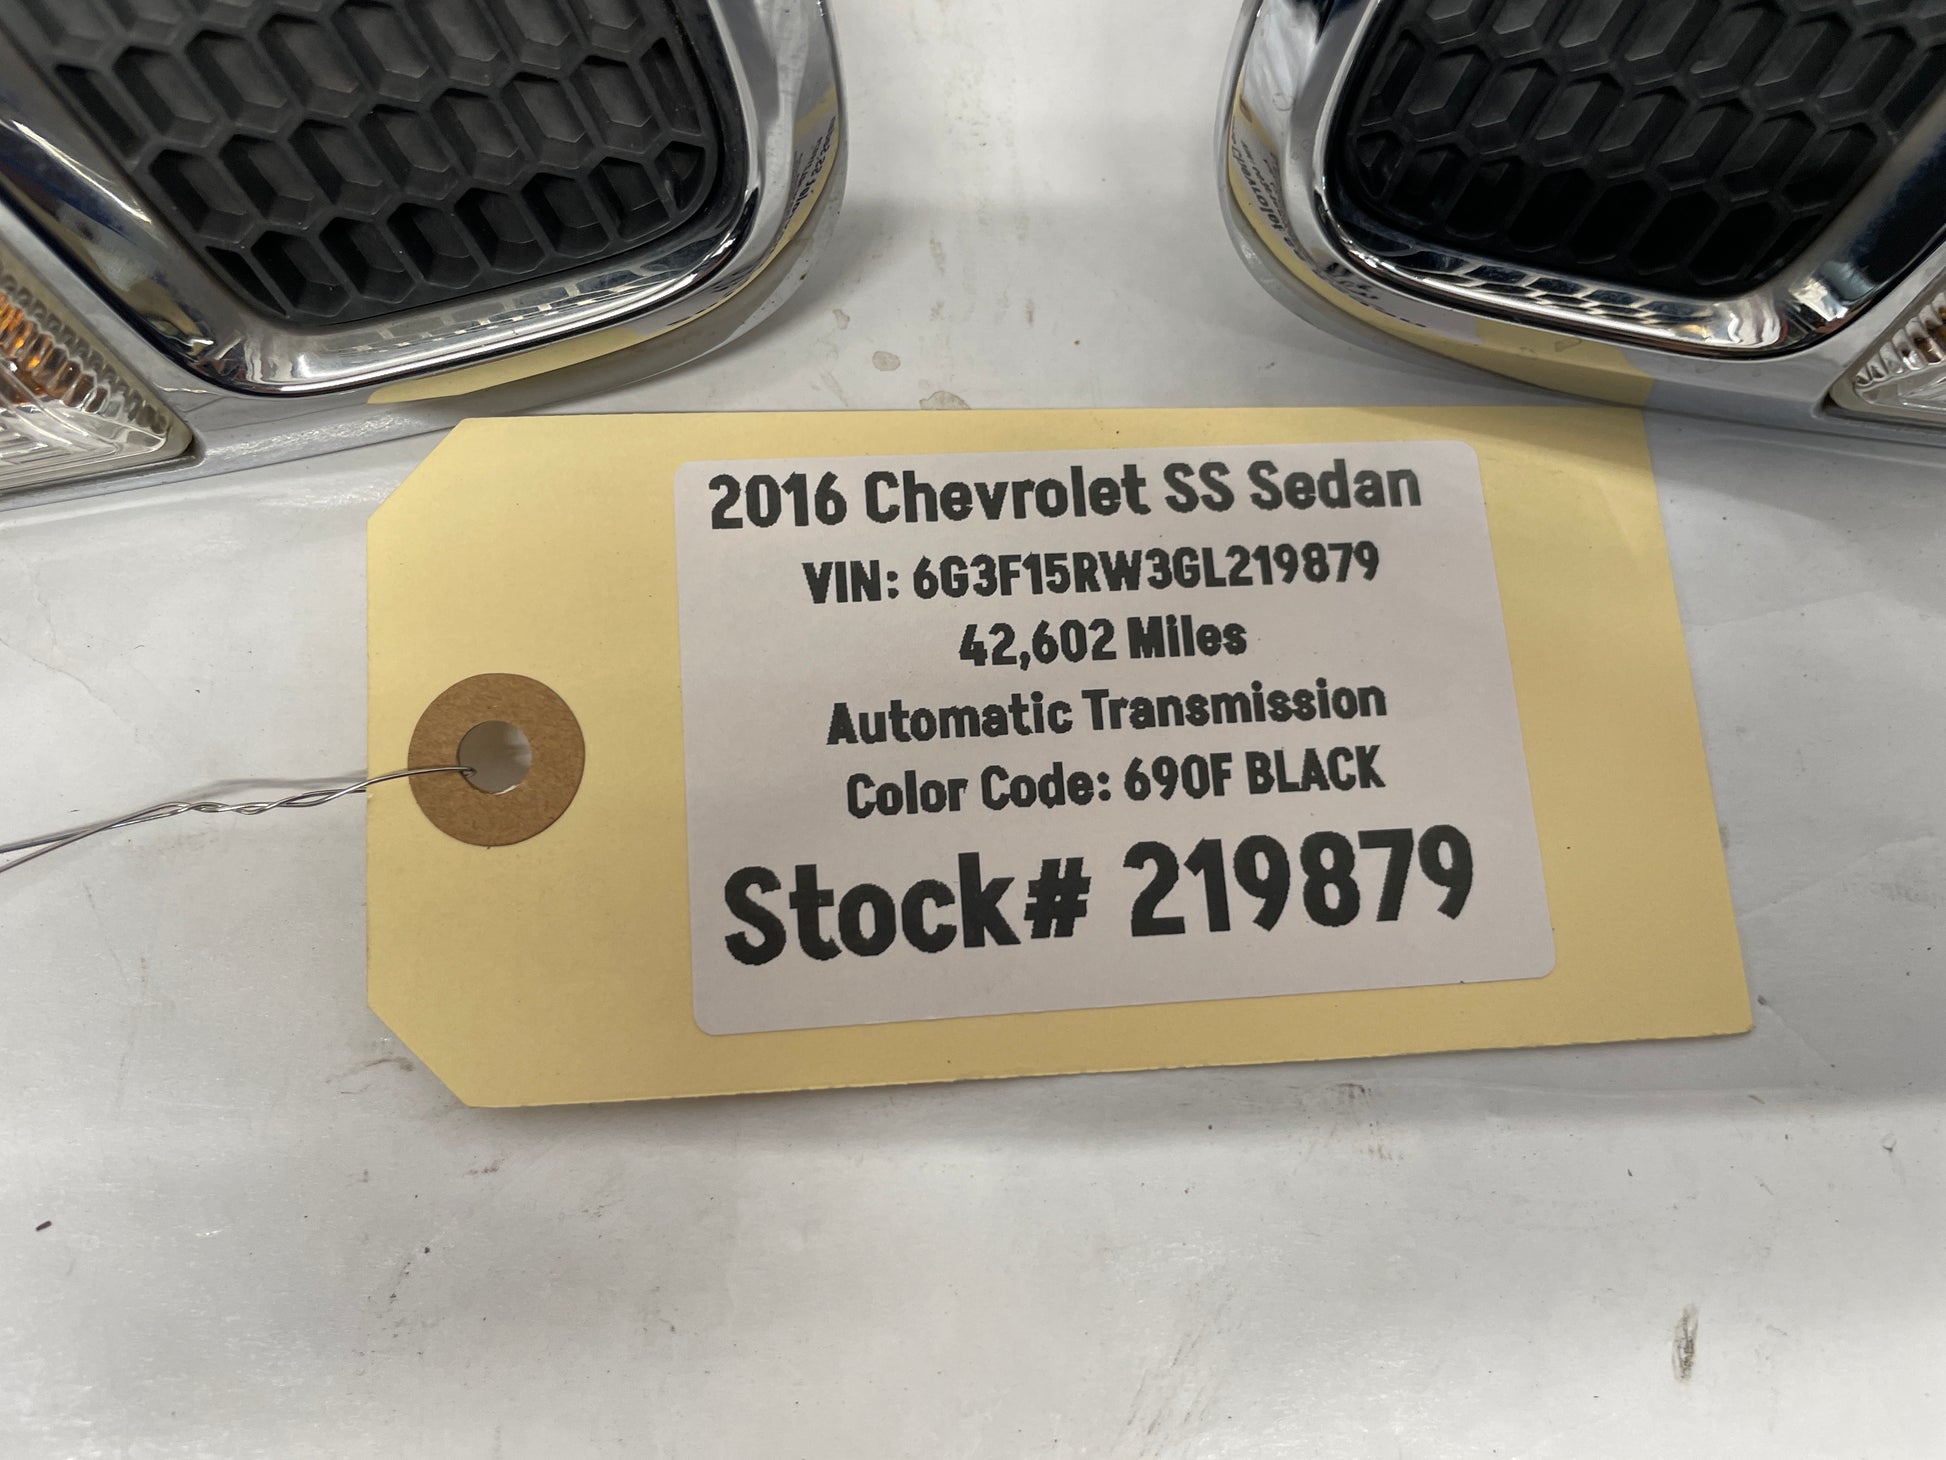 2016 Chevrolet SS Sedan
VIN: 6G3F15RW3GL219879
42,602 Miles
Automatic Transmission
Color Code: 690F BLACK
Stock# 219879